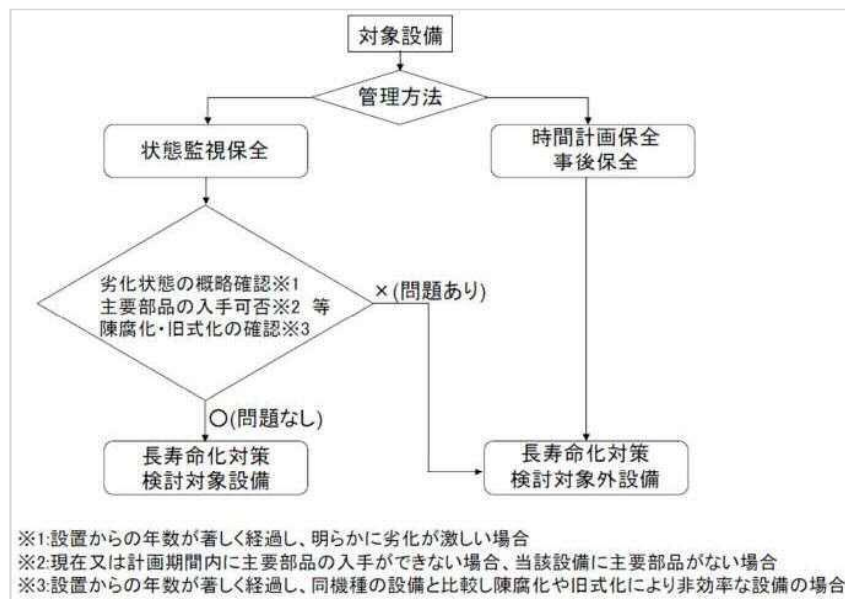 対象設備
管理方法
状態監視保全
時間計画保全
事後保全
劣化状態の概略確認※1
主要部品の入手可否※2 等
陳腐化・旧式化の確認※3
×(問題あり)
○(問題なし)
長寿命化対策
検討対象設備
長寿命化対策
検討対象外設備
※1:設置からの年数が著しく経過し、明らかに劣化が激しい場合
※2:現在又は計画期間内に主要部品の入手ができない場合、当該設備に主要部品がない場合
※3:設置からの年数が著しく経過し、同機種の設備と比較し陳腐化や旧式化により非効率な設備の場合